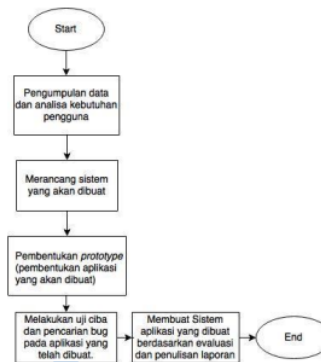 Start
Pengumpulan data
dan analisa kebutuhan
pengguna
Merancang sistem
yang akan dibuat
Pembentukan prototype
(pembentukan aplikasi
yang akan dibuat)
Melakukan uji ciba
dan pencarian bug
pada aplikasi yang
telah dibuat.
Membuat Sistem
aplikasi yang dibuat
berdasarkan evaluasi
dan penulisan laporan
End